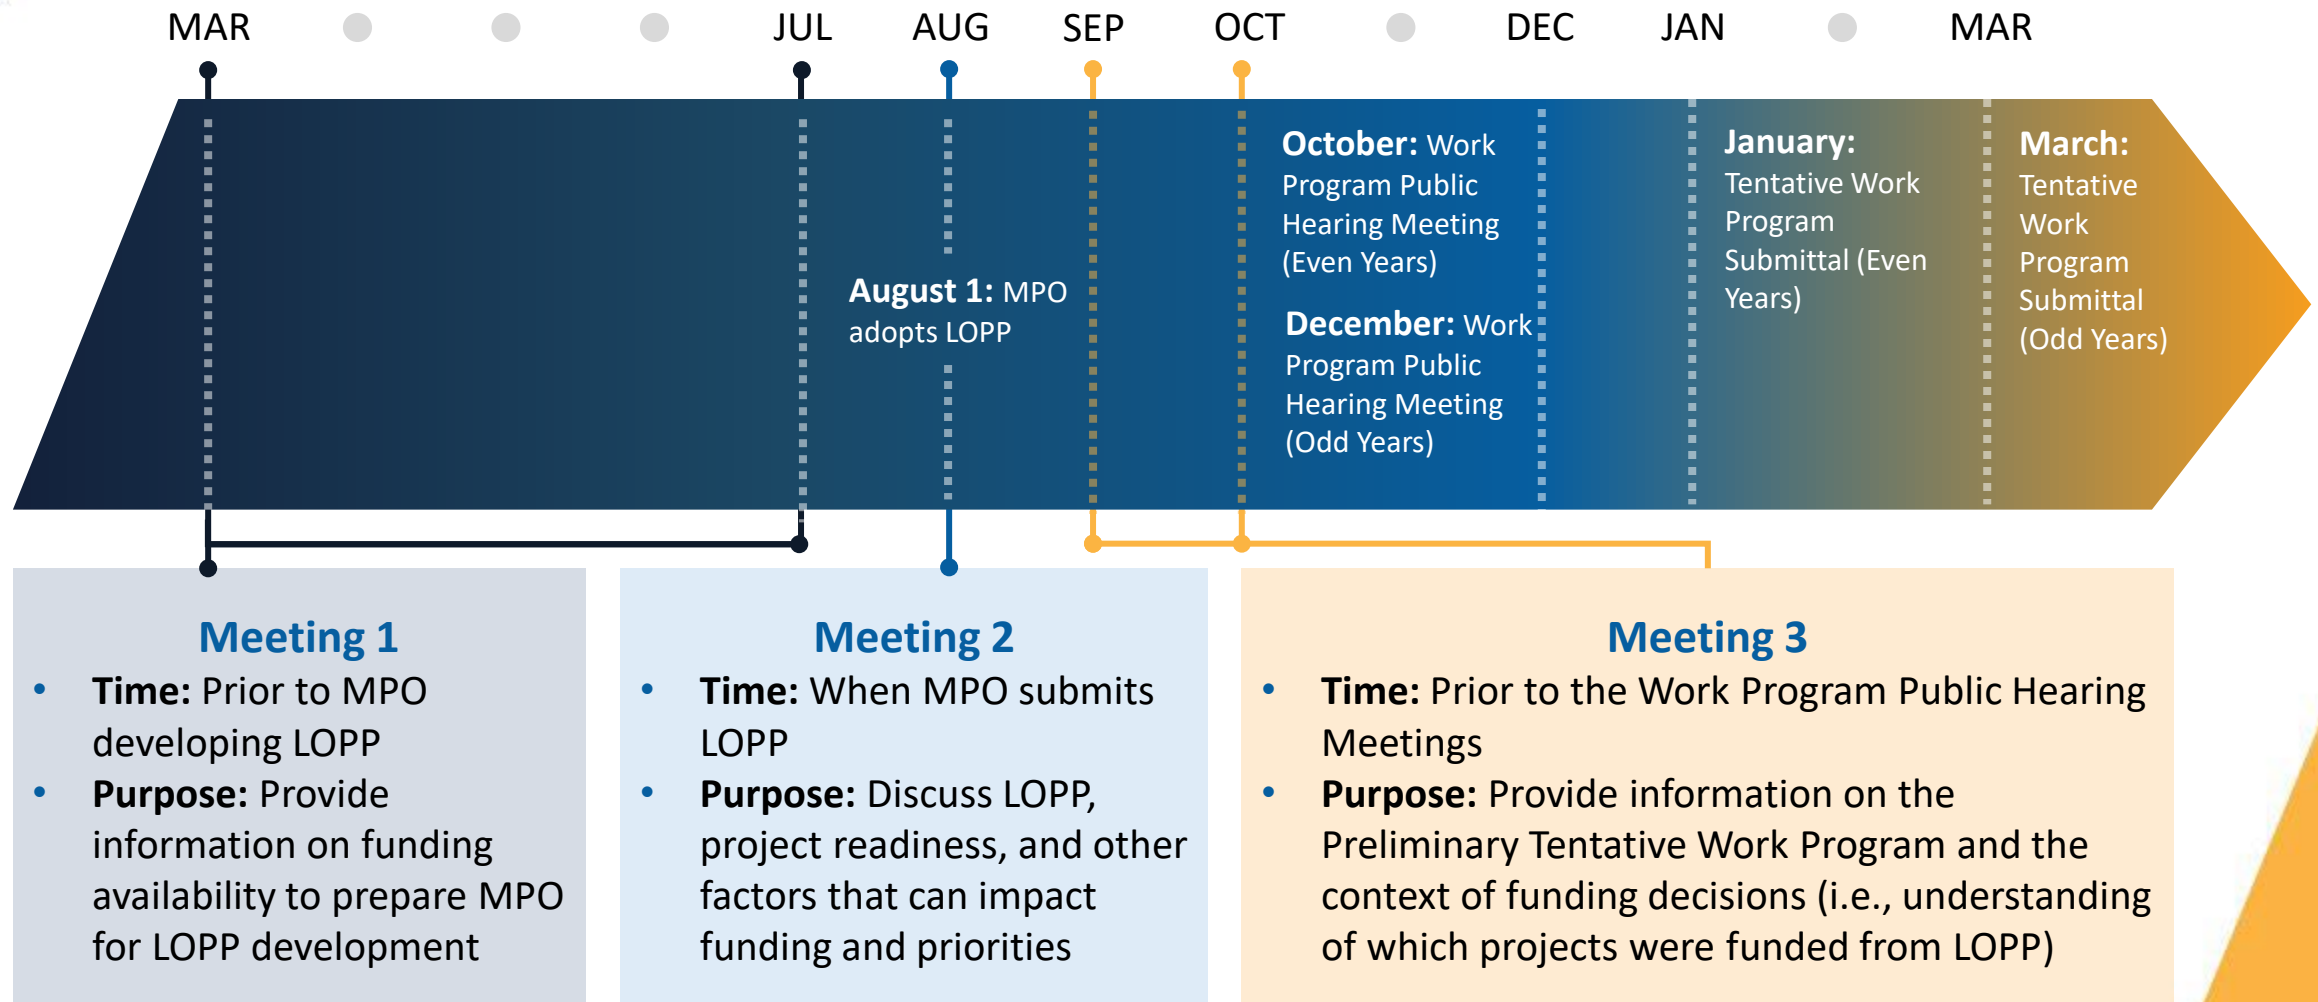 MAR JUL AUG SEP OCT DEC JAN MAR
August 1: MPO
adopts LOPP
October: Work
Program Public
Hearing Meeting
(Even Years)
December: Work
Program Public
Hearing Meeting
(Odd Years)
January:
Tentative Work
Program
Submittal (Even
Years)
March:
Tentative
Work
Program
Submittal
(Odd Years)
Meeting 1
• Time: Prior to MPO
developing LOPP
• Purpose: Provide
information on funding
availability to prepare MPO
for LOPP development
Meeting 2
• Time: When MPO submits
LOPP
• Purpose: Discuss LOPP,
project readiness, and other
factors that can impact
funding and priorities
Meeting 3
• Time: Prior to the Work Program Public Hearing
Meetings
• Purpose: Provide information on the
Preliminary Tentative Work Program and the
context of funding decisions (i.e., understanding
of which projects were funded from LOPP)